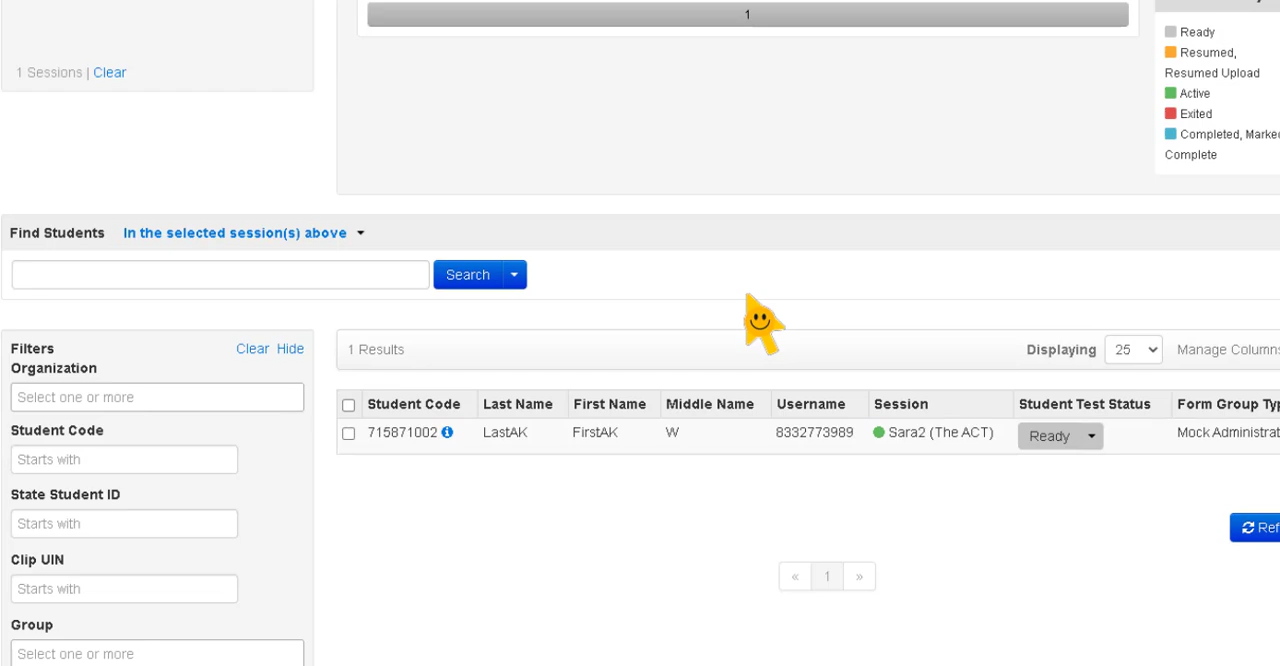 1
1 Sessions | Clear
Ready
Resumed,
Resumed Upload
Active
Exited
Completed, Marked
Complete
Find Students In the selected session(s) above
Search
Filters Clear Hide
Organization
Select one or more
Student Code
Starts with
State Student ID
Starts with
Clip UIN
Starts with
Group
Select one or more
1 Results Displaying 25 Manage Columns
Student Code Last Name First Name Middle Name Username Session Student Test Status Form Group Typ
715871002 LastAK FirstAK W 8332773989 Sara2 (The ACT) Ready Mock Administrat
Ref
« 1 »